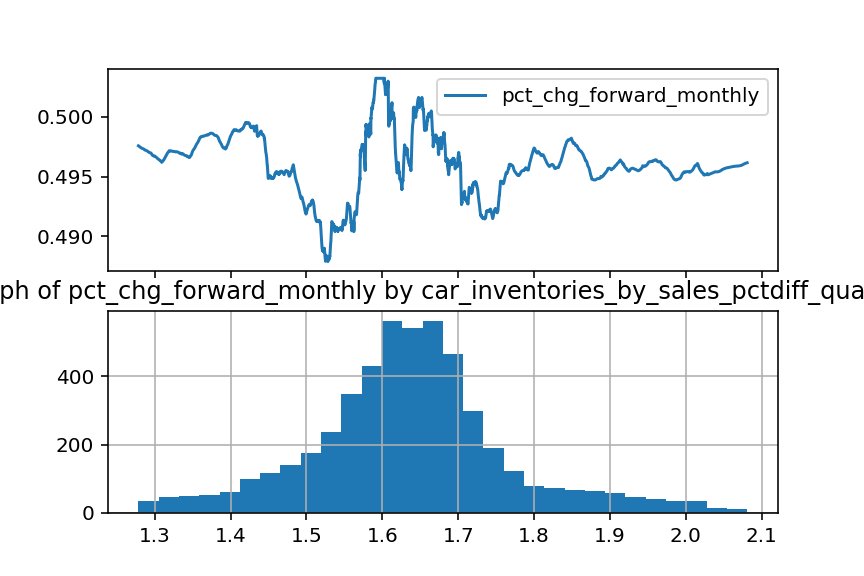 pct_chg_forward_monthly
0.500
0.495
0.490
ph of pct_chg_forward_monthly by car_inventories_by_sales_pctdiff_qua
400
200
0
1.3 1.4 1.5 1.6 1.7 1.8 1.9 2.0 2.1